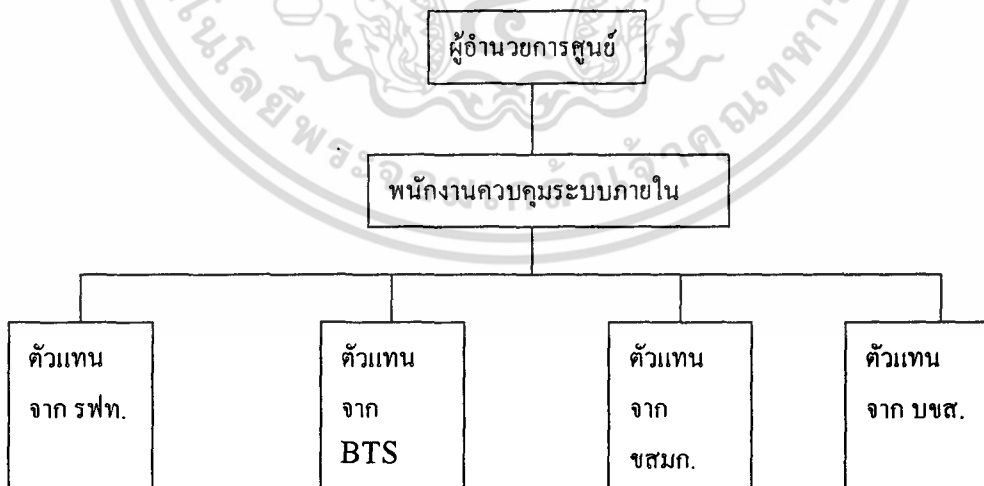 ผู้อำนวยการศูนย์
พนักงานควบคุมระบบภายใน
ตัวแทน
จาก รฟท.
ตัวแทน
จาก
BTS
ตัวแทน
จาก
ขสมก.
ตัวแทน
จาก บขส.